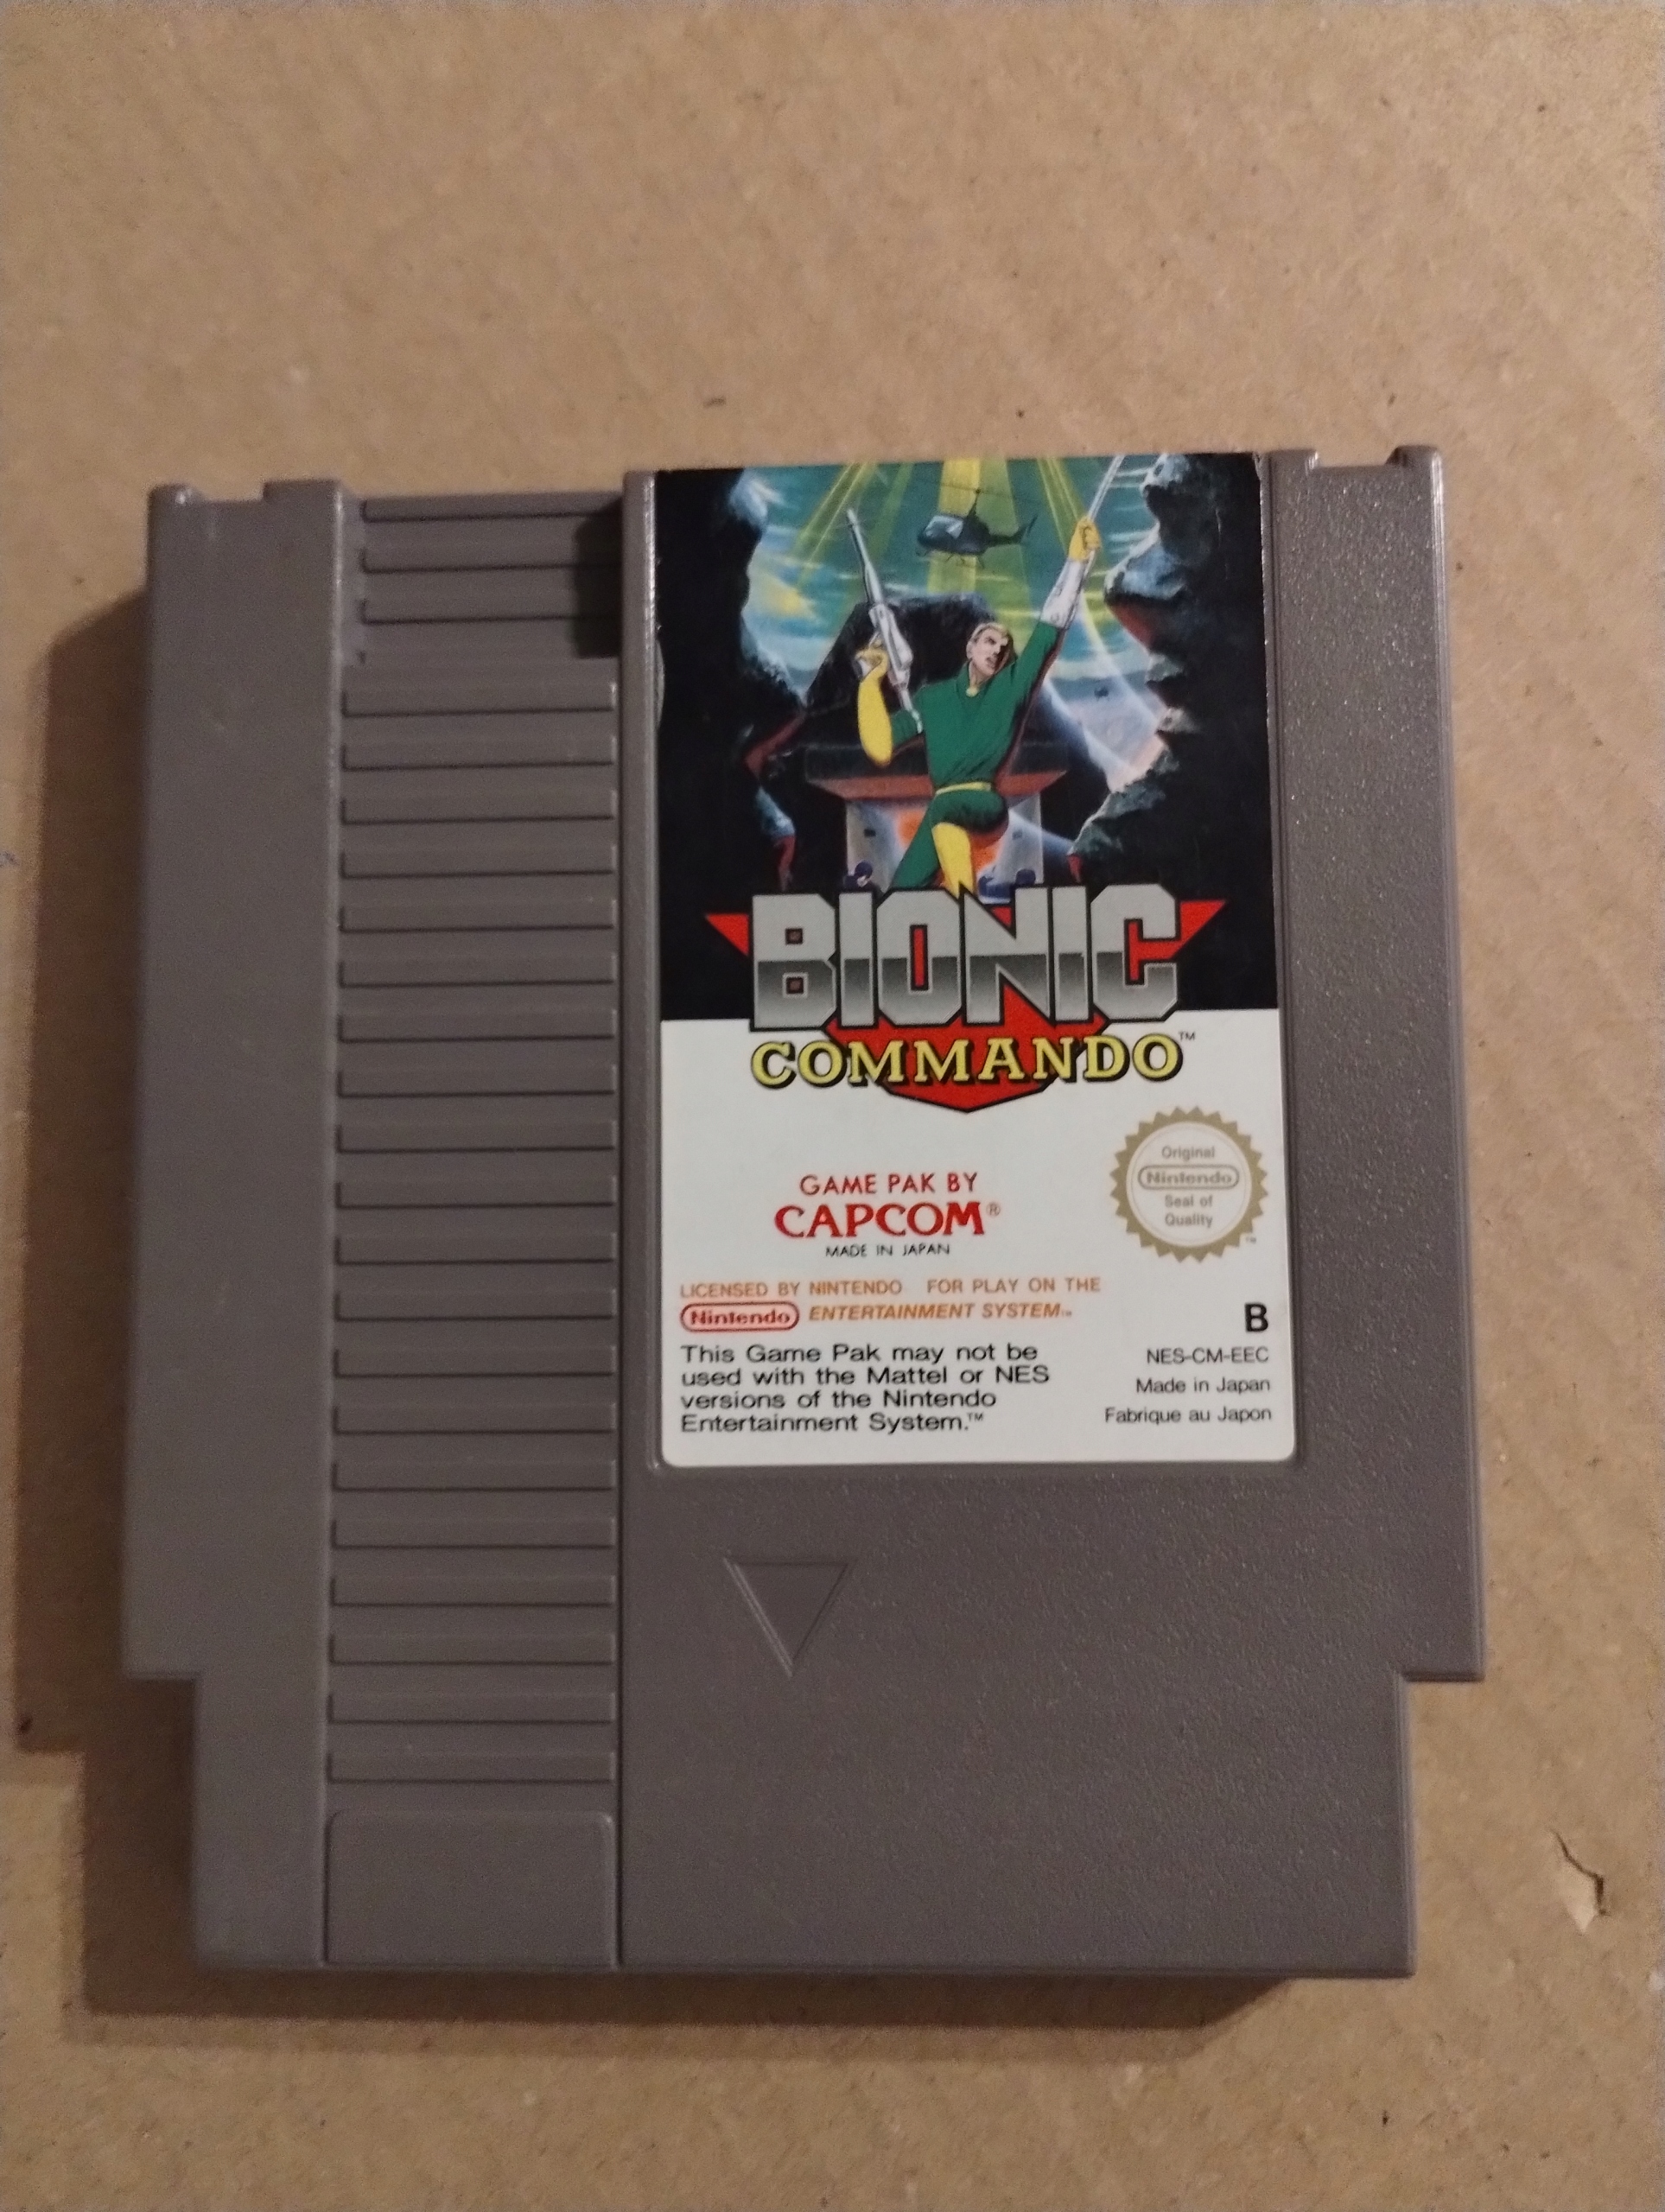 BIONIC
COMMANDO™
GAME PAK BY
CAPCOM®
MADE IN JAPAN
Original
Nintendo
Seal of
Quality
™
LICENSED BY NINTENDO FOR PLAY ON THE
Nintendo ENTERTAINMENT SYSTEM™
This Game Pak may not be
used with the Mattel or NES
versions of the Nintendo
Entertainment System.™
B
NES-CM-EEC
Made in Japan
Fabrique au Japon